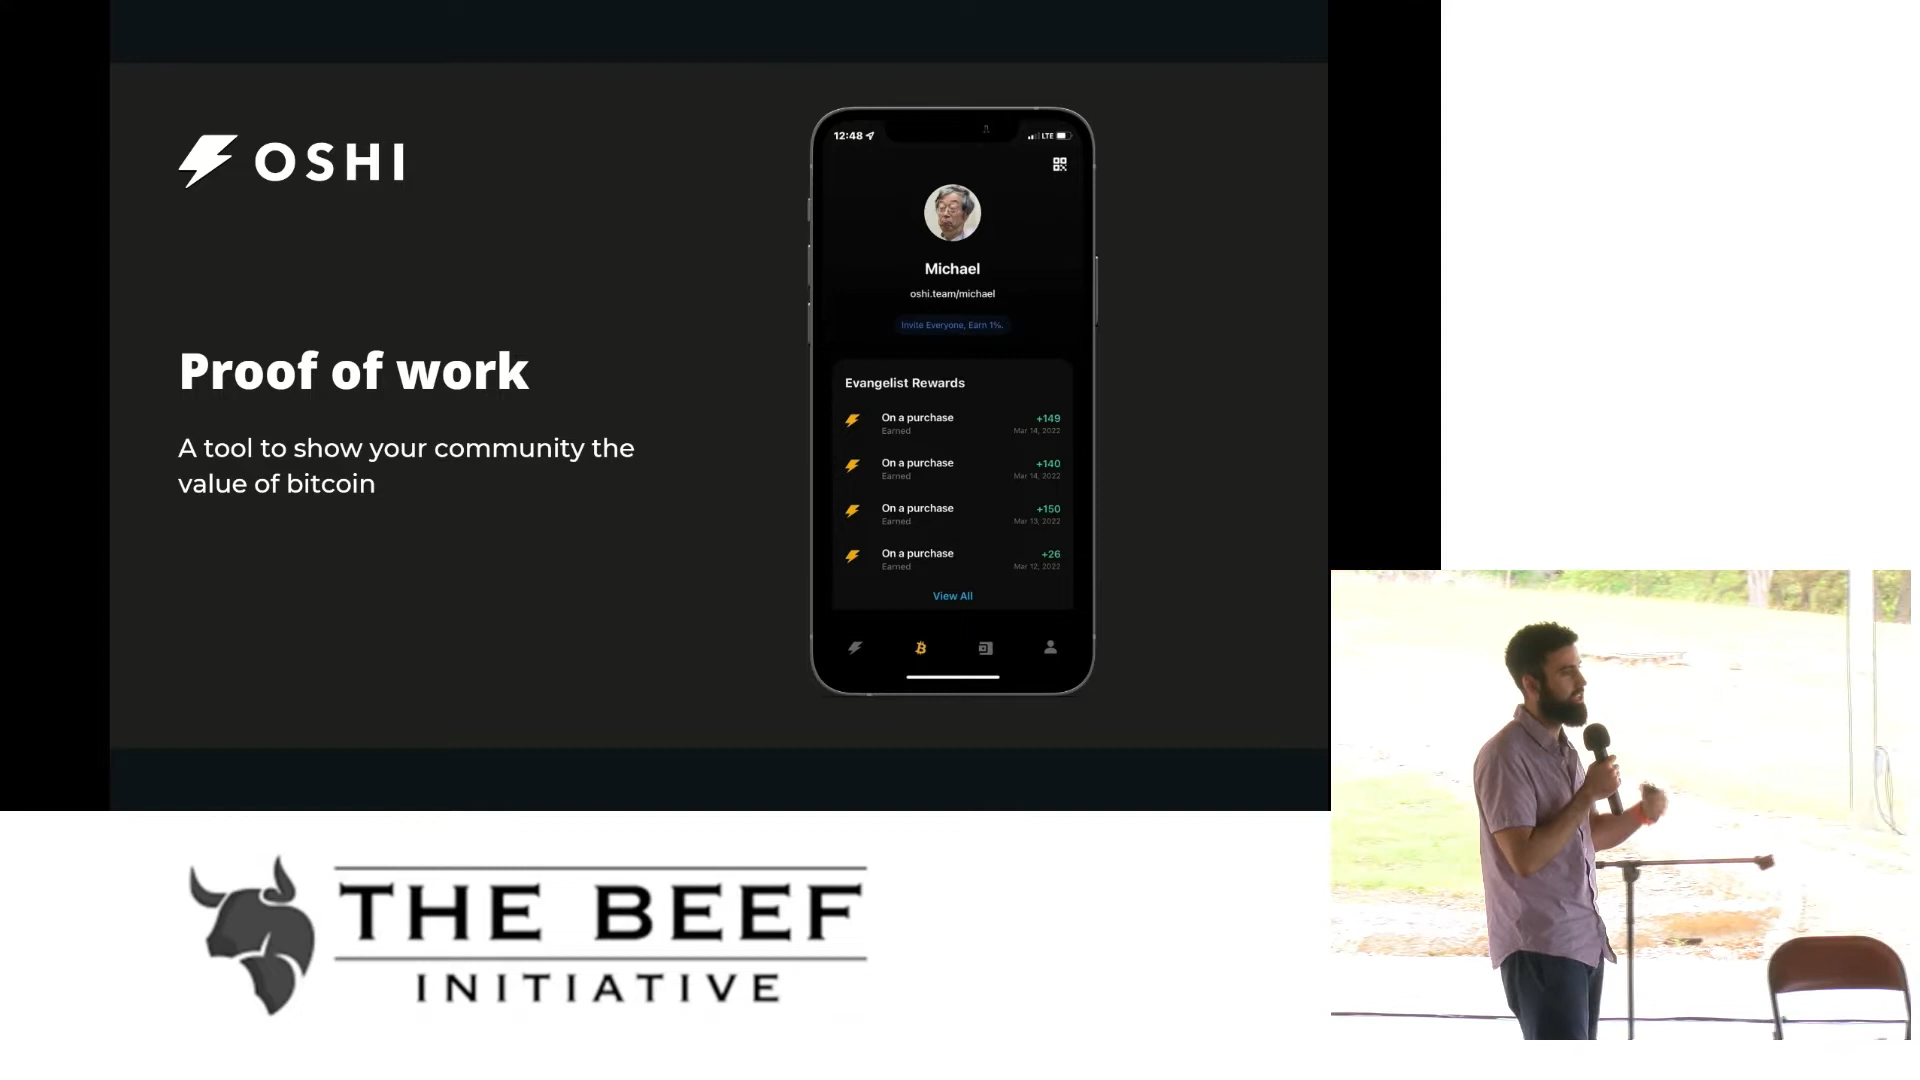 OSHI
Proof of work
A tool to show your community the
value of bitcoin
12:48
LTE
Michael
oshi.team/michael
Invite Everyone, Earn 1%.
Evangelist Rewards
On a purchase +149
Earned Mar 14, 2022
On a purchase +140
Earned Mar 14, 2022
On a purchase +150
Earned Mar 13, 2022
On a purchase +26
Earned Mar 12, 2022
View All
THE BEEF
INITIATIVE